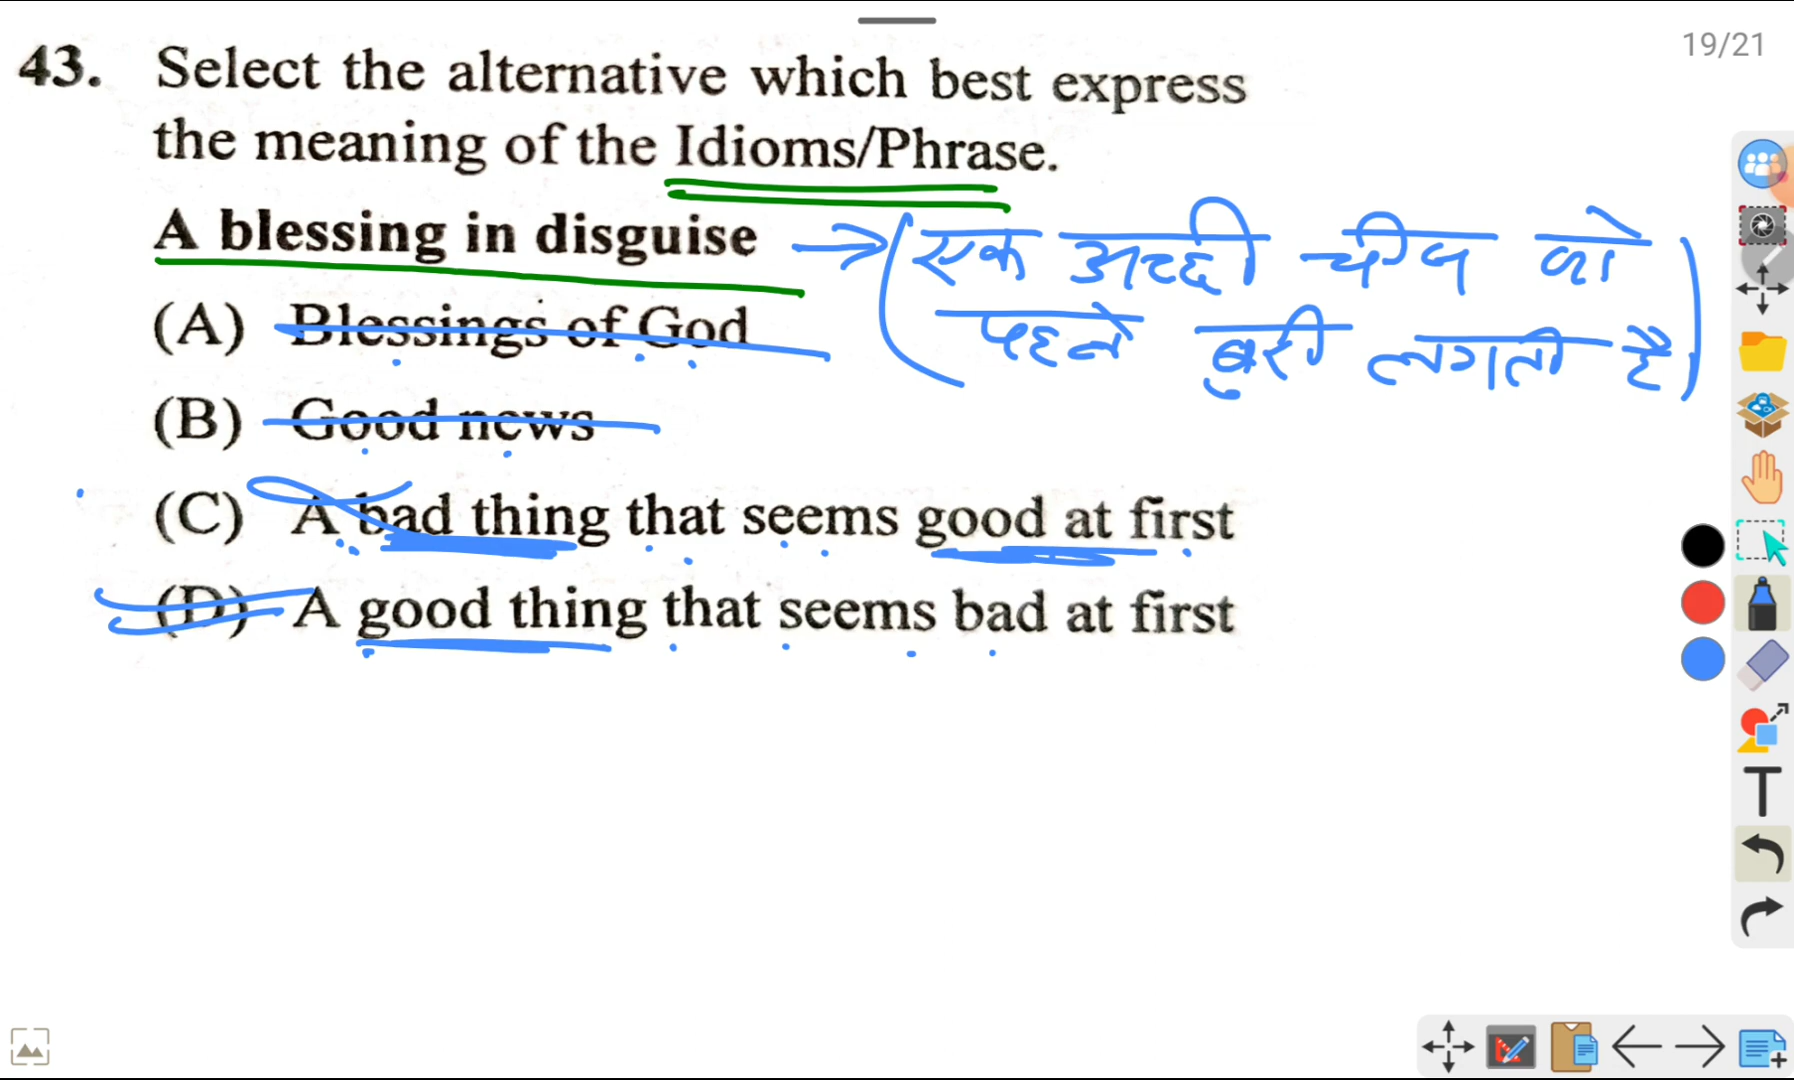 19/21
43. Select the alternative which best express
the meaning of the Idioms/Phrase.
A blessing in disguise → (एक अच्छी चीज जो
पहले बुरी लगती है)
(A) Blessings of God
(B) Good news
(C) A bad thing that seems good at first
(D) A good thing that seems bad at first
T